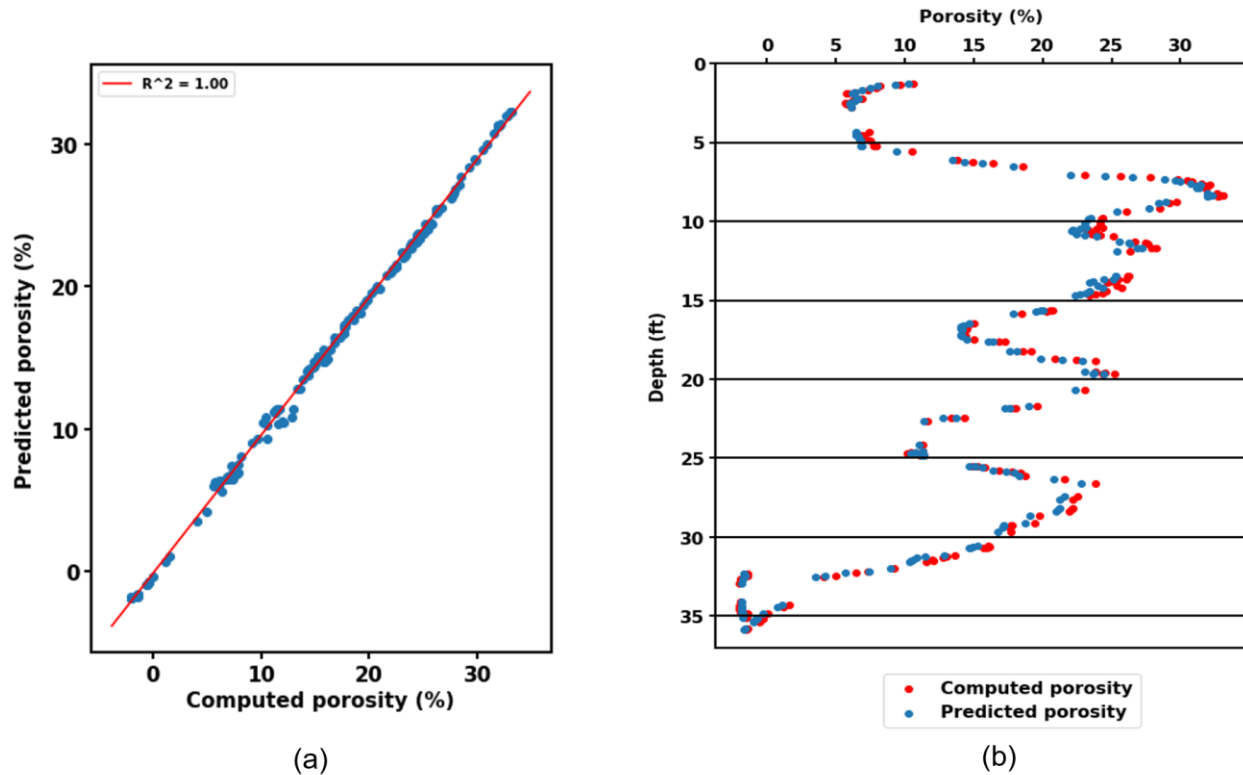 R^2 = 1.00
Predicted porosity (%)
30
20
10
0
0 10 20 30
Computed porosity (%)
(a)
Porosity (%)
0 5 10 15 20 25 30
Depth (ft)
0
5
10
15
20
25
30
35
Computed porosity
Predicted porosity
(b)